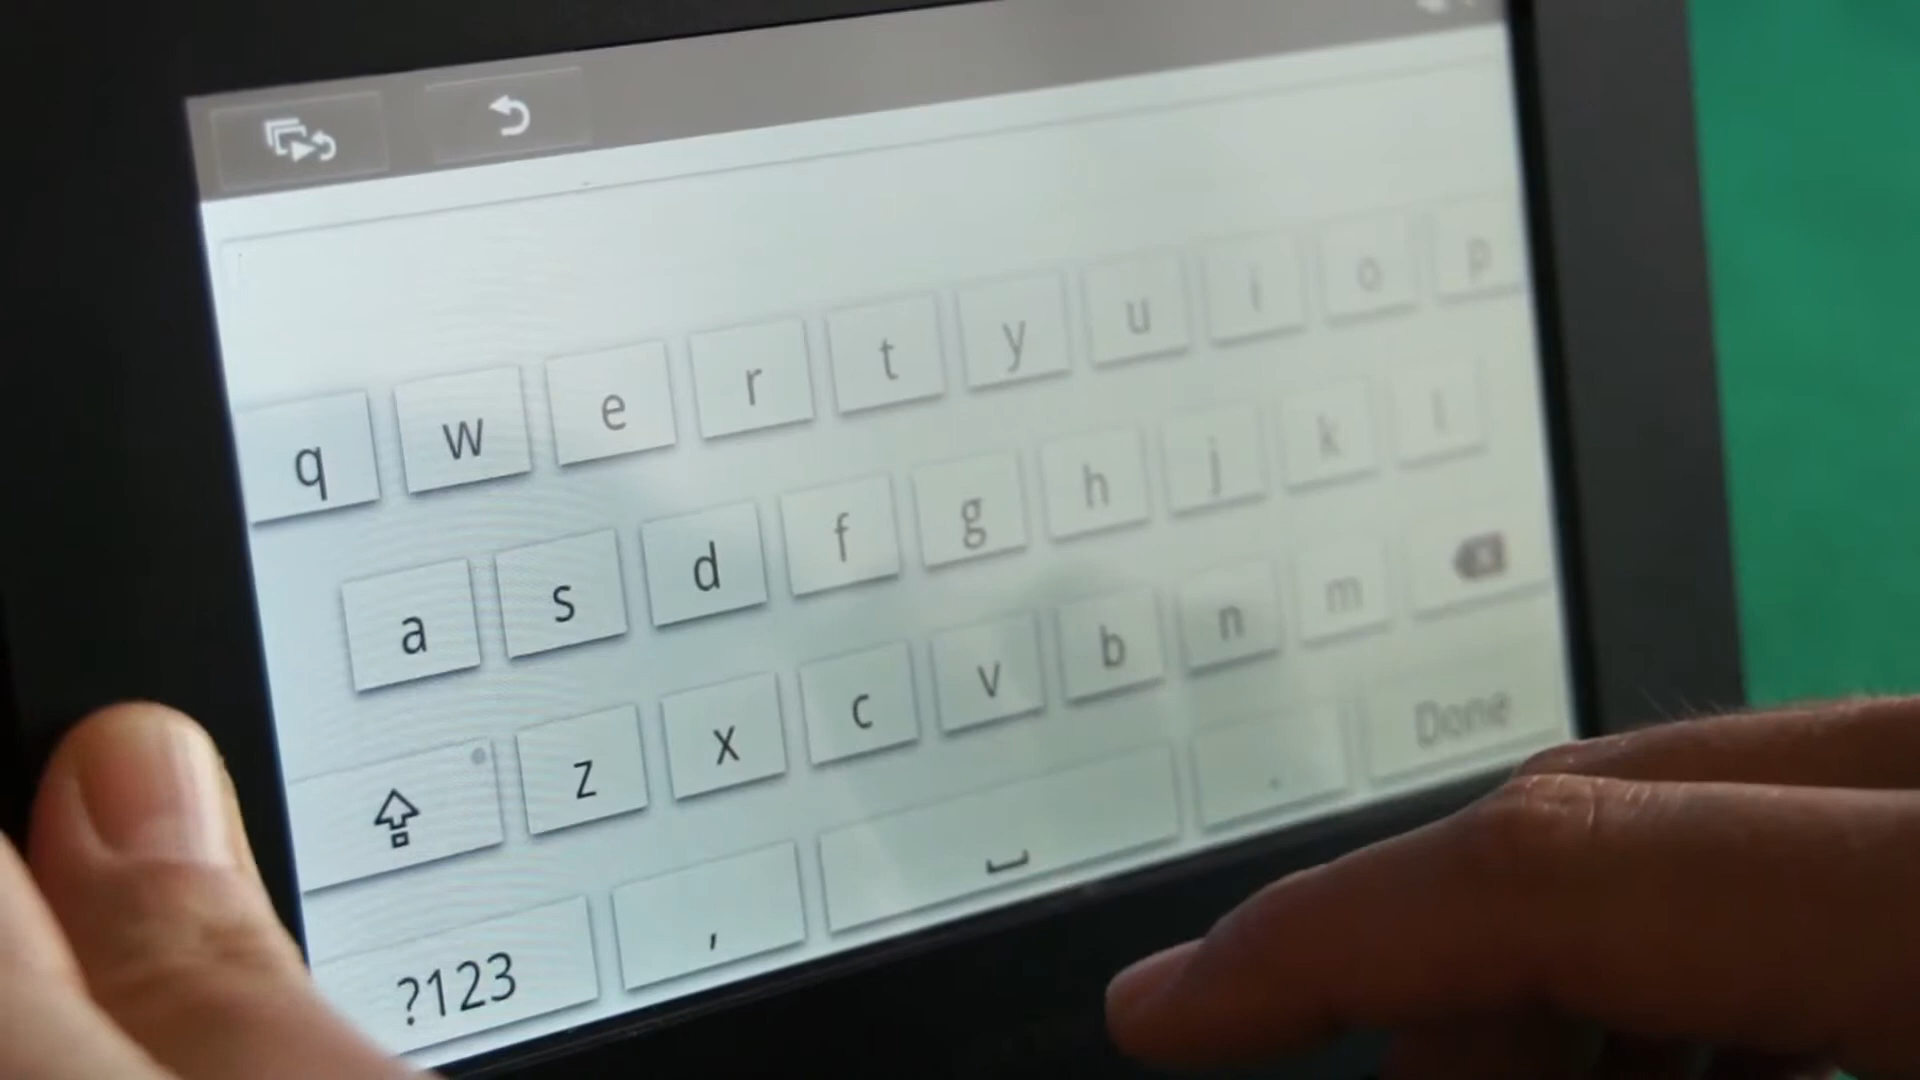 q w e r t y u i o p
a s d f g h j k l
z x c v b n m
?123 , . Done